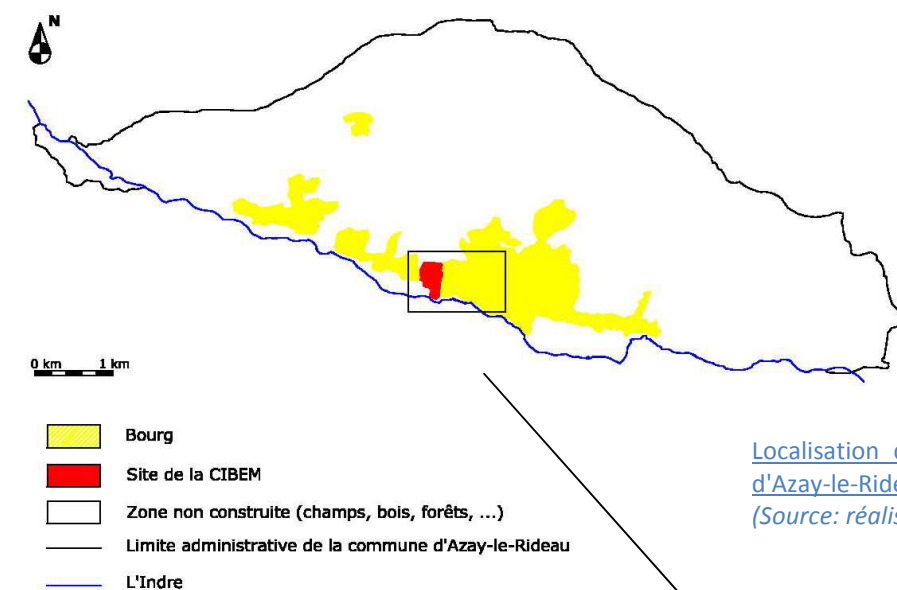 N
0 km 1 km
Bourg
Site de la CIBEM
Zone non construite (champs, bois, forêts, ...)
Limite administrative de la commune d'Azay-le-Rideau
L'Indre
Localisation
d'Azay-le-Ride
(Source: réalis